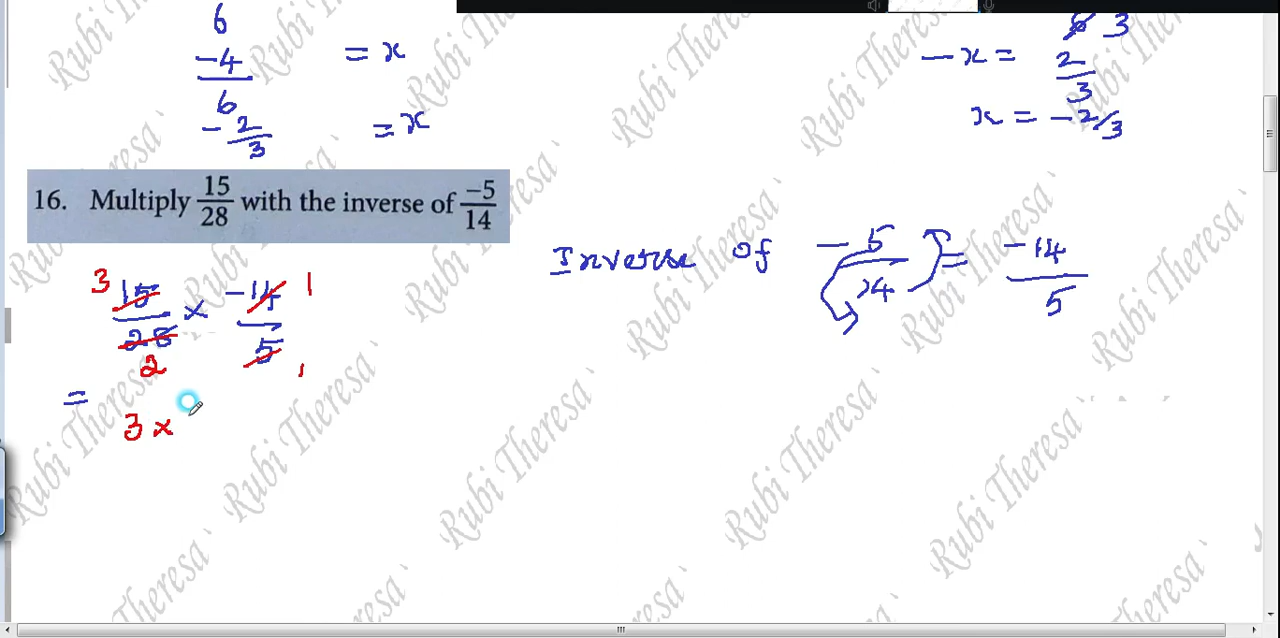 6
-4 = x
6
- 2/3 = x
6 3
- x = 2/3
x = -2/3
16. Multiply 15/28 with the inverse of -5/14
Inverse of -5/14 = -14/5
3 15/28 2 × -14/5 1 1
=
3 ×
Rubi Theresa